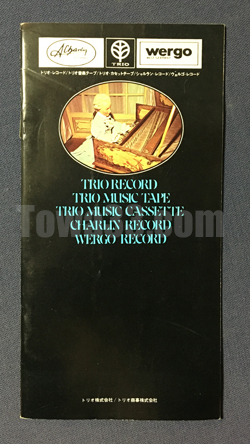 TRIO
wergo
トリオ・レコード/トリオ音楽テープ/トリオ・カセットテープ/シャルラン・レコード/ヴェルゴ・レコード
TRIO RECORD
TRIO MUSIC TAPE
TRIO MUSIC CASSETTE
CHARLIN RECORD
WERGO RECORD
トリオ株式会社/トリオ商事株式会社